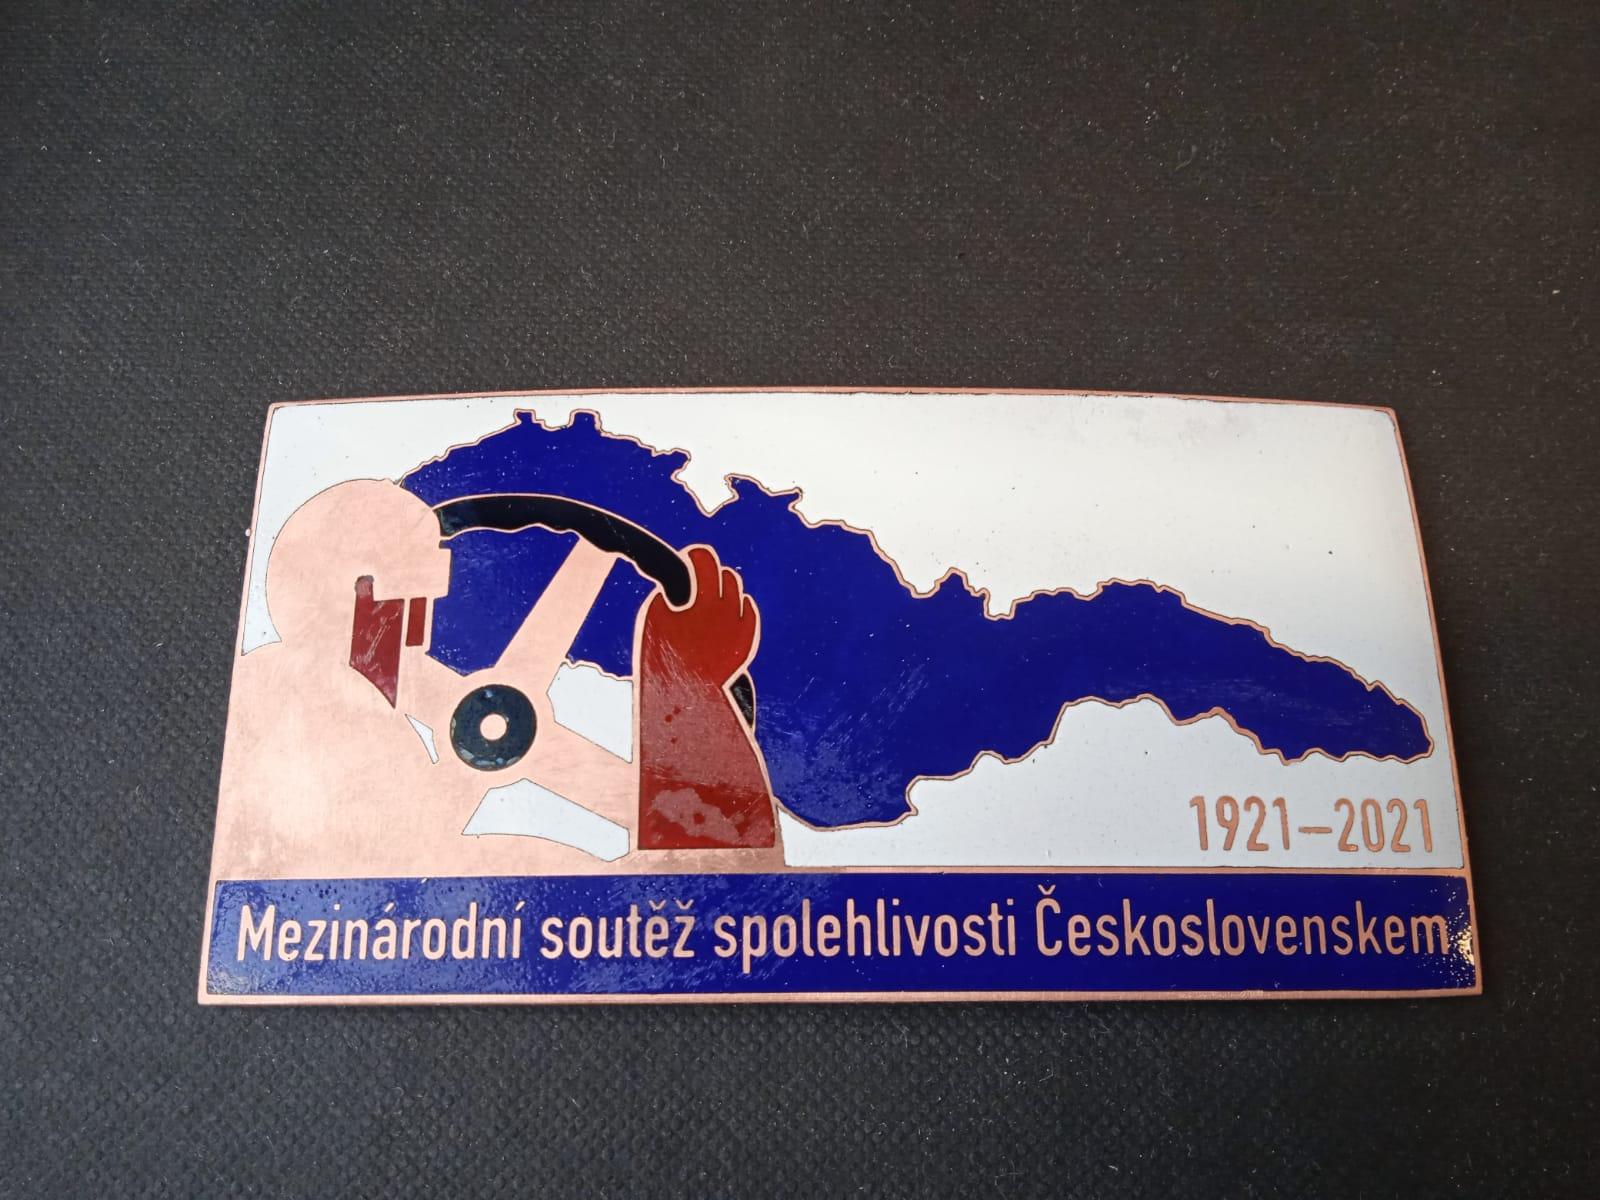 1921–2021
Mezinárodní soutěž spolehlivosti Československem